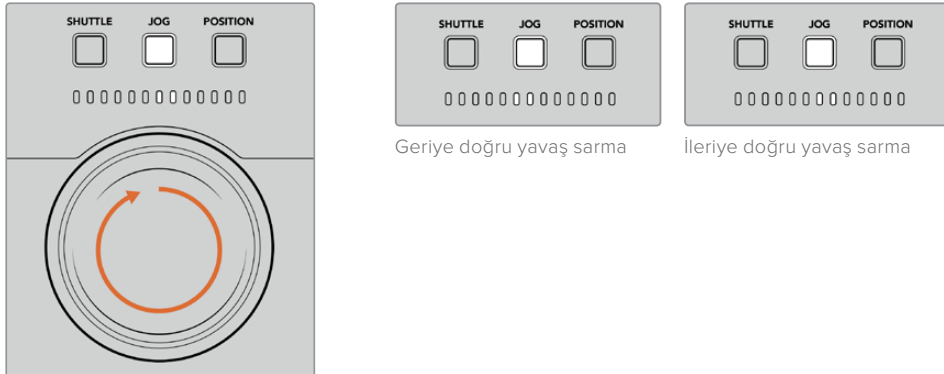 SHUTTLE JOG POSITION
SHUTTLE JOG POSITION
Geriye doğru yavaş sarma
SHUTTLE JOG POSITION
İleriye doğru yavaş sarma